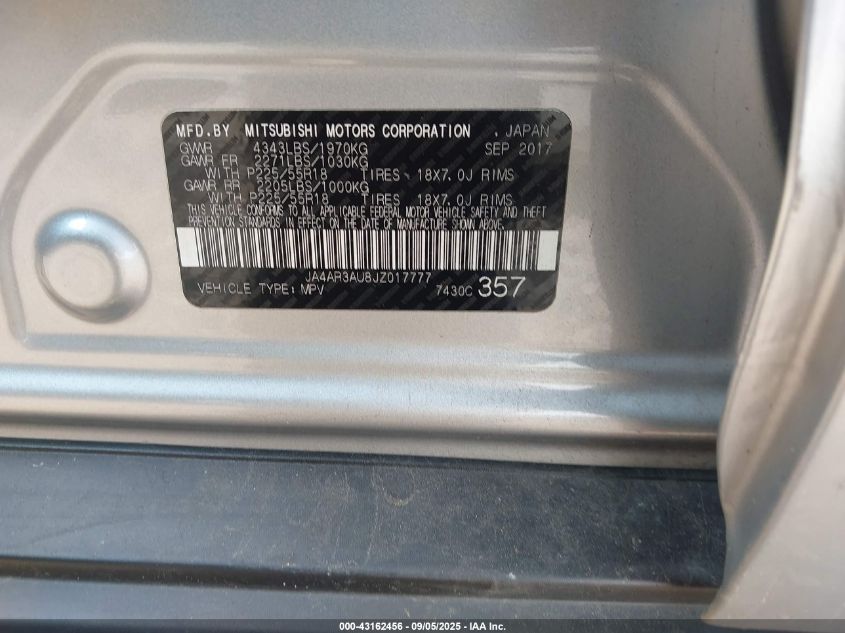 MFD.BY MITSUBISHI MOTORS CORPORATION . JAPAN
GVWR 4343LBS/1970KG SEP 2017
GAWR FR 2271LBS/1030KG
WITH P225/55R18 TIRES 18X7.0J RIMS
GAWR RR 2205LBS/1000KG
WITH P225/55R18 TIRES 18X7.0J RIMS
THIS VEHICLE CONFORMS TO ALL APPLICABLE FEDERAL MOTOR VEHICLE SAFETY AND THEFT
PREVENTION STANDARDS IN EFFECT ON THE DATE OF MANUFACTURE SHOWN ABOVE.
JA4AR3AU8JZ017777
VEHICLE TYPE: MPV 7430C 357
000-43162456 - 09/05/2025 - IAA Inc.